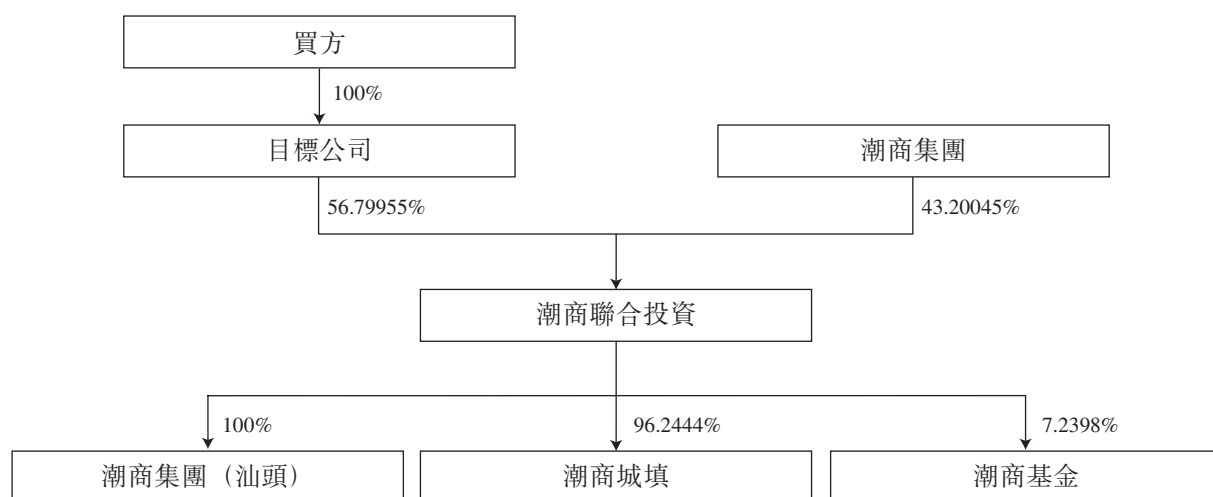 買方
100%
目標公司
潮商集團
56.79955%
43.20045%
潮商聯合投資
100%
96.2444%
7.2398%
潮商集團（汕頭）
潮商城填
潮商基金